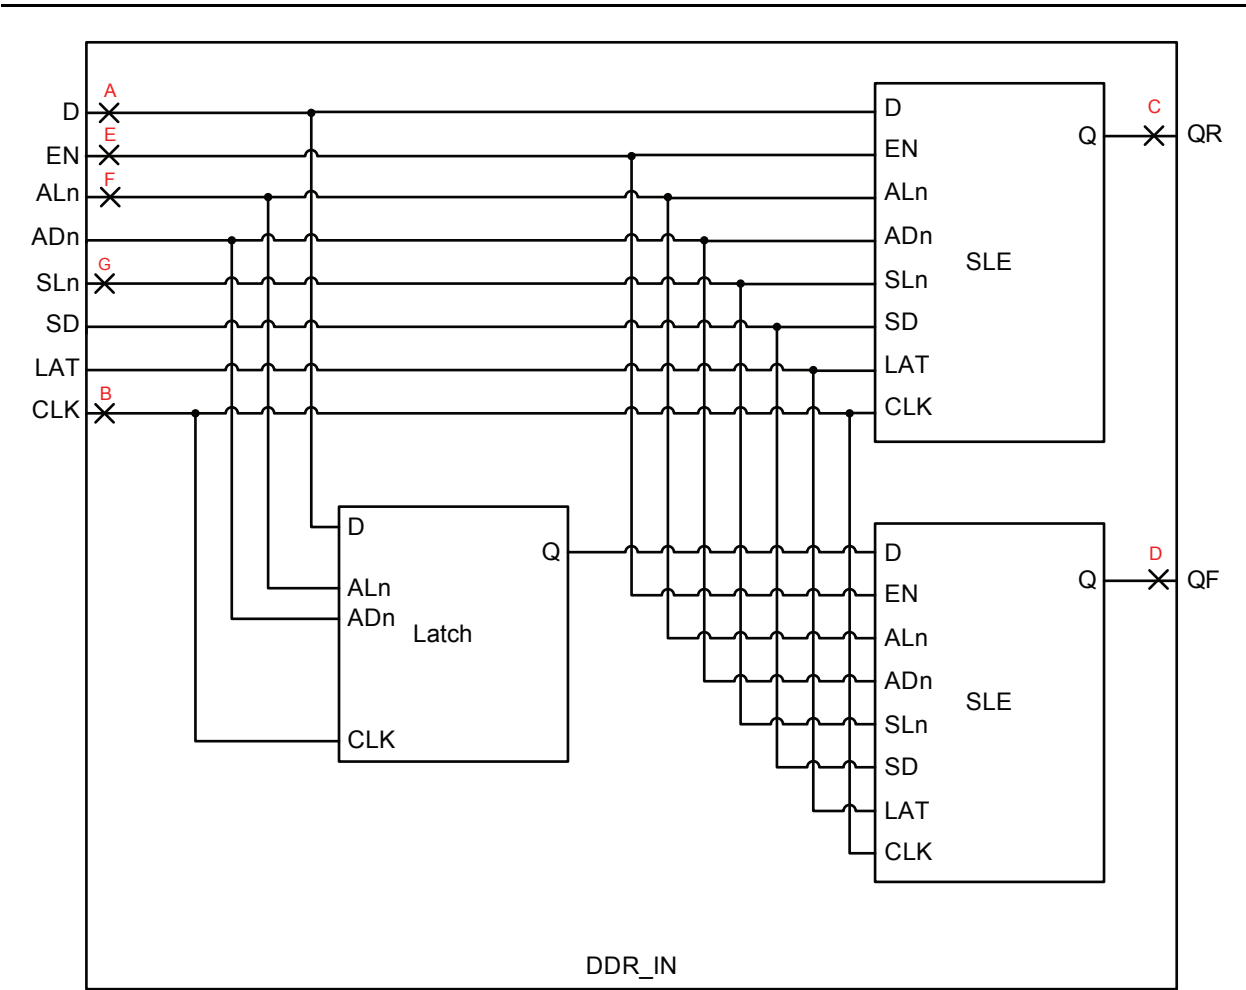 A
D
E
EN
F
ALn
ADn
G
SLn
SD
LAT
B
CLK
D
EN
ALn
ADn
SLn
SD
LAT
CLK
SLE
Q
C
QR
D
ALn
ADn
CLK
Latch
Q
D
EN
ALn
ADn
SLn
SD
LAT
CLK
SLE
Q
D
QF
DDR_IN